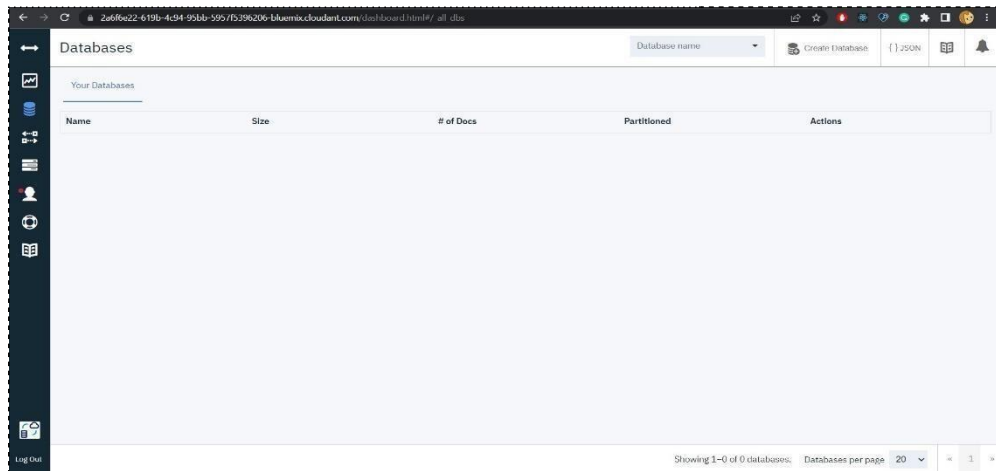 2a6f6e22-619b-4c94-95bb-5957f5396206-bluemix.cloudant.com/dashboard.html#/_all_dbs
Databases
Database name
Create Database
{ } JSON
Your Databases
Name Size # of Docs Partitioned Actions
Log Out
Showing 1–0 of 0 databases. Databases per page 20 « 1 »